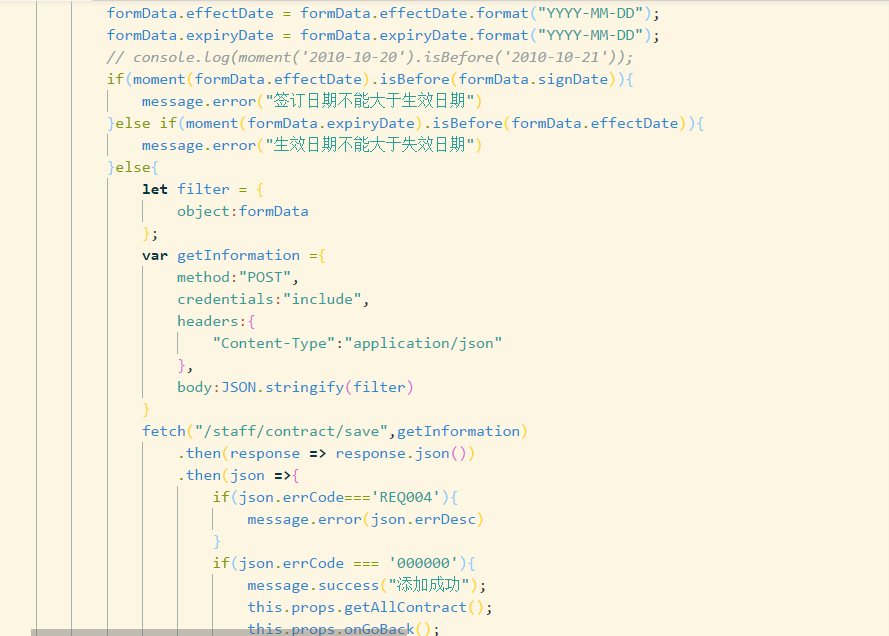 formData.effectDate = formData.effectDate.format("YYYY-MM-DD");
formData.expiryDate = formData.expiryDate.format("YYYY-MM-DD");
// console.log(moment('2010-10-20').isBefore('2010-10-21'));
if(moment(formData.effectDate).isBefore(formData.signDate)){
message.error("签订日期不能大于生效日期")
}else if(moment(formData.expiryDate).isBefore(formData.effectDate)){
message.error("生效日期不能大于失效日期")
}else{
let filter = {
object:formData
};
var getInformation ={
method:"POST",
credentials:"include",
headers:{
"Content-Type":"application/json"
},
body:JSON.stringify(filter)
}
fetch("/staff/contract/save",getInformation)
.then(response => response.json())
.then(json =>{
if(json.errCode==='REQ004'){
message.error(json.errDesc)
}
if(json.errCode === '000000'){
message.success("添加成功");
this.props.getAllContract();
this.props.onGoBack();